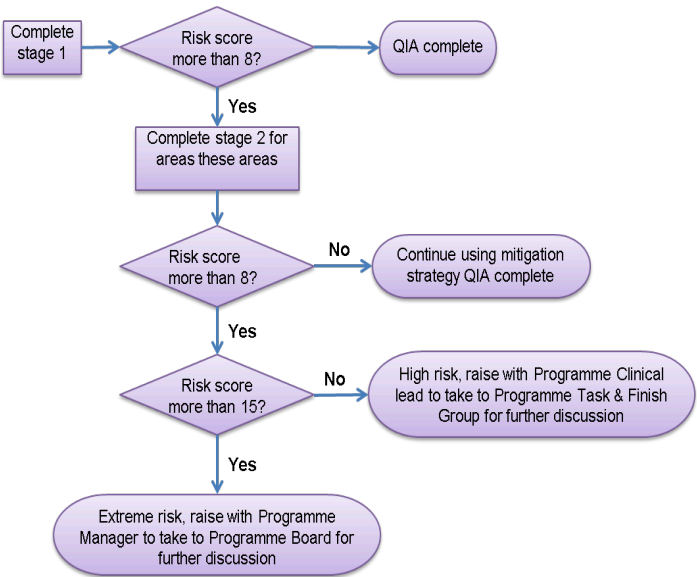 Complete
stage 1
Risk score
more than 8?
QIA complete
Yes
Complete stage 2 for
areas these areas
Risk score
more than 8?
No
Continue using mitigation
strategy QIA complete
Yes
Risk score
more than 15?
No
High risk, raise with Programme Clinical
lead to take to Programme Task & Finish
Group for further discussion
Yes
Extreme risk, raise with Programme
Manager to take to Programme Board for
further discussion